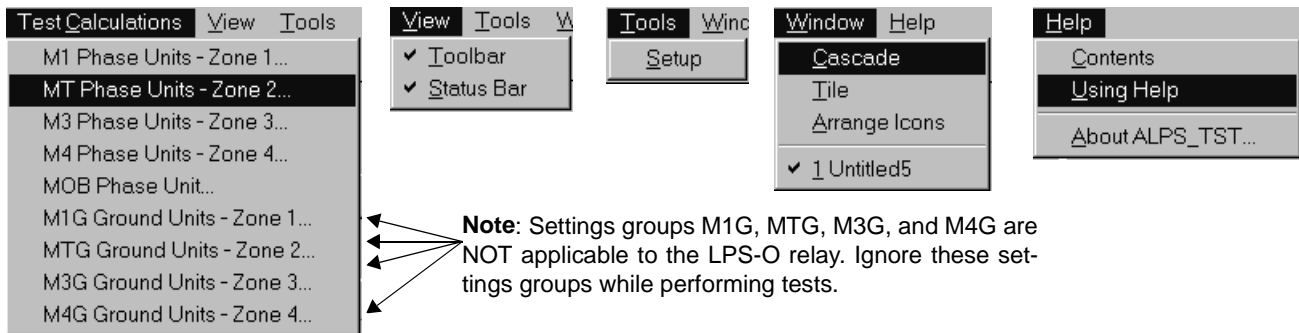 Test Calculations View Tools
M1 Phase Units - Zone 1...
MT Phase Units - Zone 2...
M3 Phase Units - Zone 3...
M4 Phase Units - Zone 4...
MOB Phase Unit...
M1G Ground Units - Zone 1...
MTG Ground Units - Zone 2...
M3G Ground Units - Zone 3...
M4G Ground Units - Zone 4...
View Tools W
✓ Toolbar
✓ Status Bar
Tools Winc
Setup
Window Help
Cascade
Tile
Arrange Icons
✓ 1 Untitled5
Help
Contents
Using Help
About ALPS_TST...
Note: Settings groups M1G, MTG, M3G, and M4G are
NOT applicable to the LPS-O relay. Ignore these set-
tings groups while performing tests.